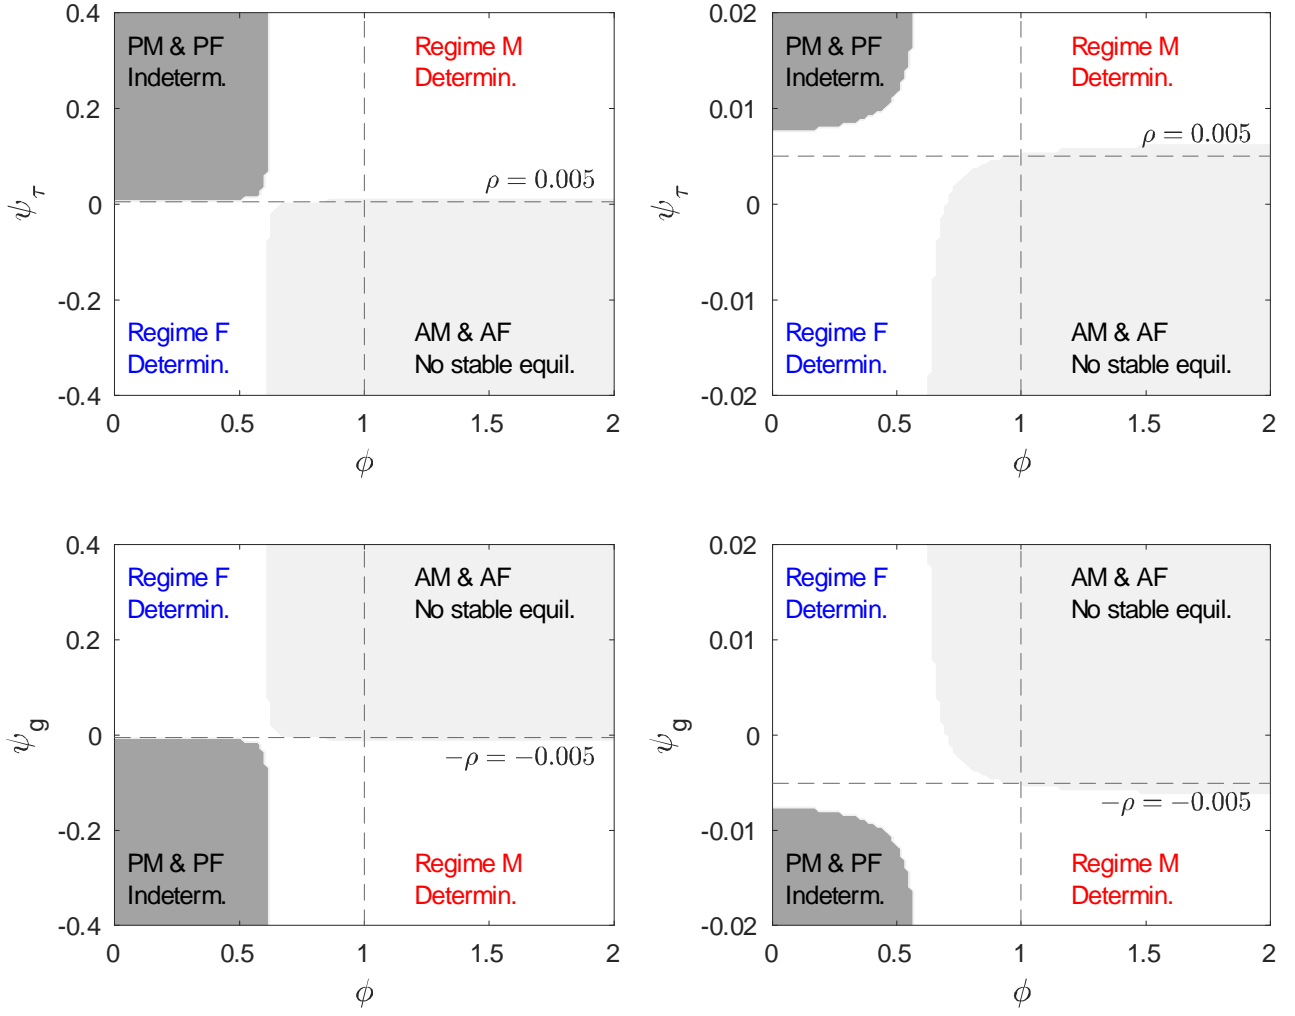 0.4
0.2
0
-0.2
-0.4
ψτ
PM & PF
Indeterm.
Regime M
Determin.
ρ = 0.005
Regime F
Determin.
AM & AF
No stable equil.
0 0.5 1 1.5 2
ϕ
0.02
0.01
0
-0.01
-0.02
ψτ
PM & PF
Indeterm.
Regime M
Determin.
ρ = 0.005
Regime F
Determin.
AM & AF
No stable equil.
0 0.5 1 1.5 2
ϕ
0.4
0.2
0
-0.2
-0.4
ψg
Regime F
Determin.
AM & AF
No stable equil.
−ρ = −0.005
PM & PF
Indeterm.
Regime M
Determin.
0 0.5 1 1.5 2
ϕ
0.02
0.01
0
-0.01
-0.02
ψg
Regime F
Determin.
AM & AF
No stable equil.
−ρ = −0.005
PM & PF
Indeterm.
Regime M
Determin.
0 0.5 1 1.5 2
ϕ